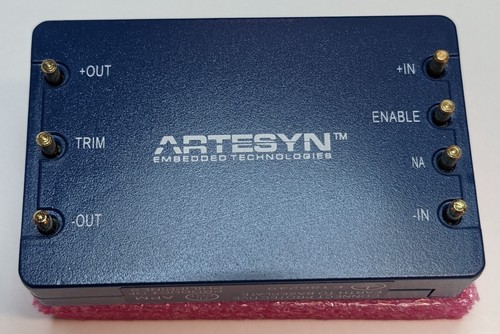 +OUT
+IN
ENABLE
TRIM
ARTESYN™
EMBEDDED TECHNOLOGIES
NA
-OUT
-IN